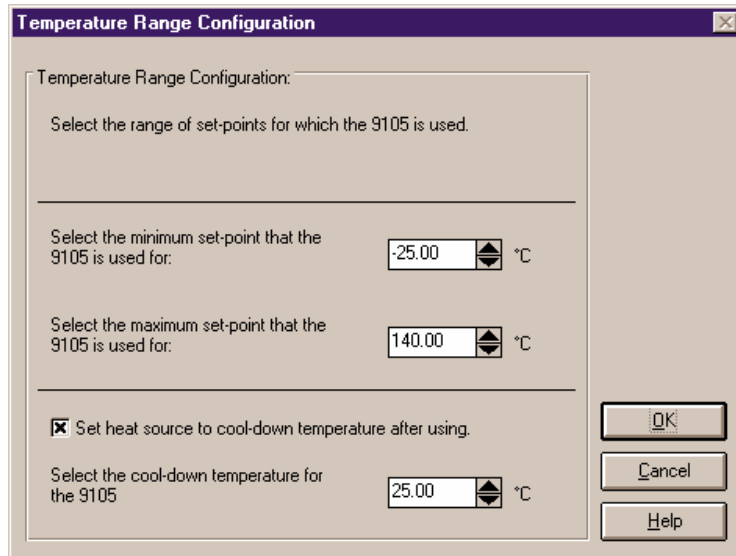 Temperature Range Configuration
Temperature Range Configuration:
Select the range of set-points for which the 9105 is used.
Select the minimum set-point that the
9105 is used for:
-25.00
°C
Select the maximum set-point that the
9105 is used for:
140.00
°C
Set heat source to cool-down temperature after using.
Select the cool-down temperature for
the 9105
25.00
°C
OK
Cancel
Help